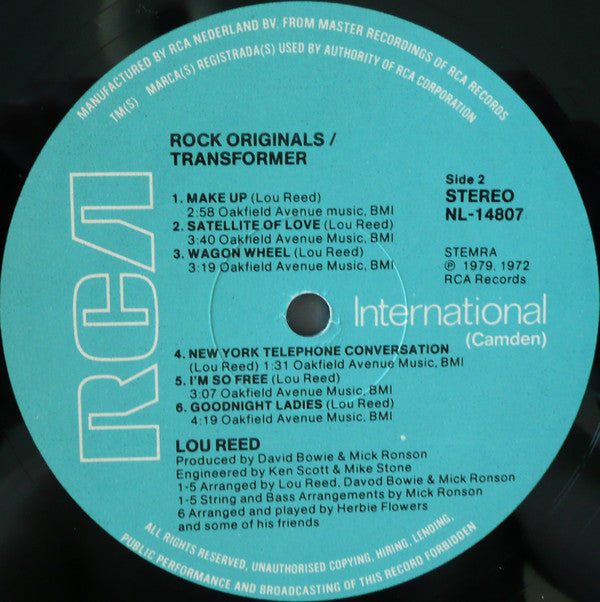 MANUFACTURED BY RCA NEDERLAND BV. FROM MASTER RECORDINGS OF RCA RECORDS
TM(S) MARCA(S) REGISTRADA(S) USED BY AUTHORITY OF RCA CORPORATION
RCA
ROCK ORIGINALS /
TRANSFORMER
Side 2
STEREO
NL-14807
1. MAKE UP (Lou Reed)
2:58 Oakfield Avenue music, BMI
2. SATELLITE OF LOVE (Lou Reed)
3:40 Oakfield Avenue Music, BMI
3. WAGON WHEEL (Lou Reed)
3:19 Oakfield Avenue Music, BMI
STEMRA
℗ 1979, 1972
RCA Records
International
(Camden)
4. NEW YORK TELEPHONE CONVERSATION
(Lou Reed) 1:31 Oakfield Avenue Music, BMI
5. I'M SO FREE (Lou Reed)
3:07 Oakfield Avenue Music, BMI
6. GOODNIGHT LADIES (Lou Reed)
4:19 Oakfield Avenue Music, BMI
LOU REED
Produced by David Bowie & Mick Ronson
Engineered by Ken Scott & Mike Stone
1-5 Arranged by Lou Reed, Davod Bowie & Mick Ronson
1-5 String and Bass Arrangements by Mick Ronson
6 Arranged and played by Herbie Flowers
and some of his friends
ALL RIGHTS RESERVED, UNAUTHORISED COPYING, HIRING, LENDING,
PUBLIC PERFORMANCE AND BROADCASTING OF THIS RECORD FORBIDDEN